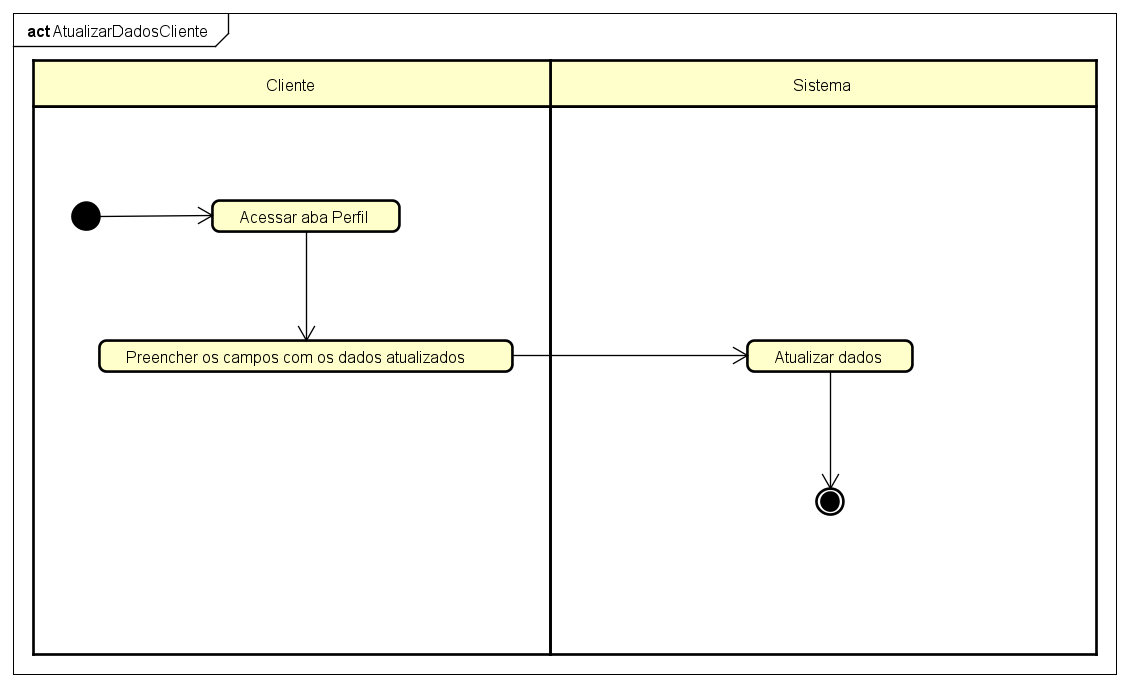 act AtualizarDadosCliente
Cliente
Sistema
Acessar aba Perfil
Preencher os campos com os dados atualizados
Atualizar dados